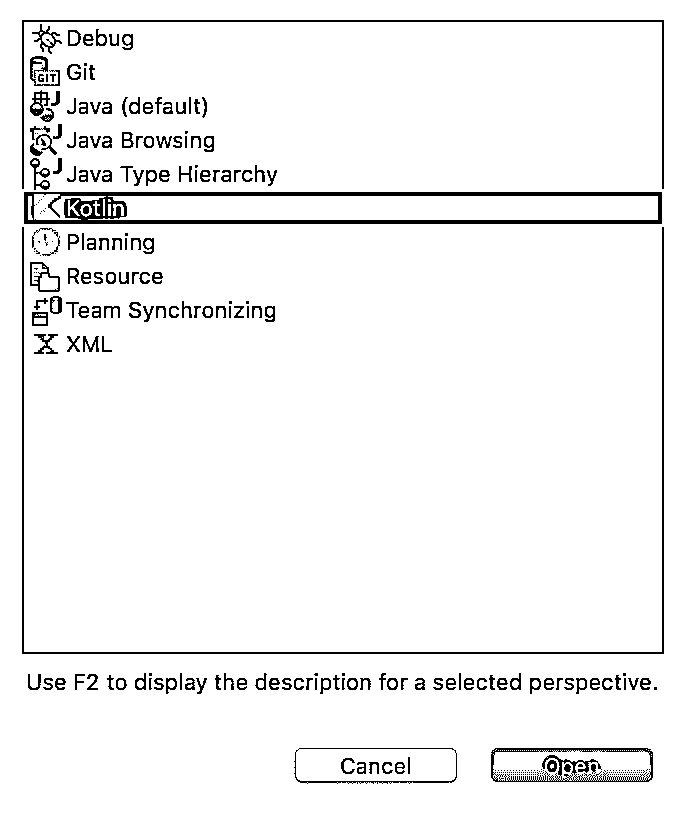 Debug
GIT Git
Java (default)
Java Browsing
Java Type Hierarchy
Kotlin
Planning
Resource
Team Synchronizing
XML
Use F2 to display the description for a selected perspective.
Cancel Open